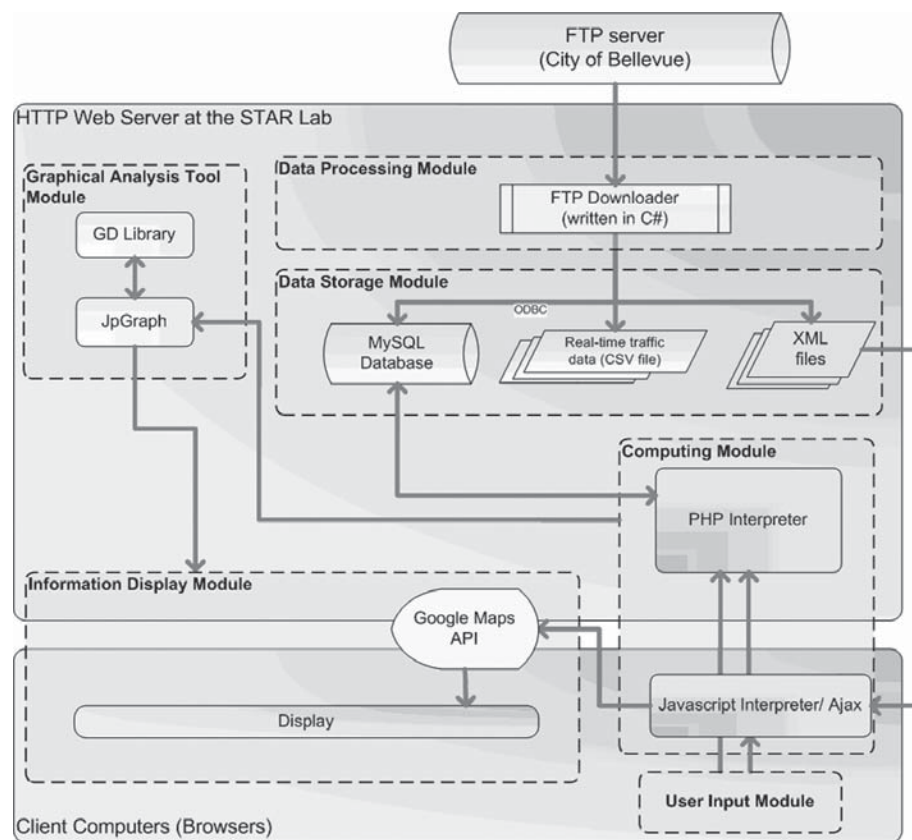 FTP server
(City of Bellevue)
HTTP Web Server at the STAR Lab
Graphical Analysis Tool
Module
GD Library
JpGraph
Data Processing Module
FTP Downloader
(written in C#)
Data Storage Module
ODBC
MySQL
Database
Real-time traffic
data (CSV file)
XML
files
Computing Module
PHP Interpreter
Information Display Module
Google Maps
API
Display
Javascript Interpreter/ Ajax
User Input Module
Client Computers (Browsers)